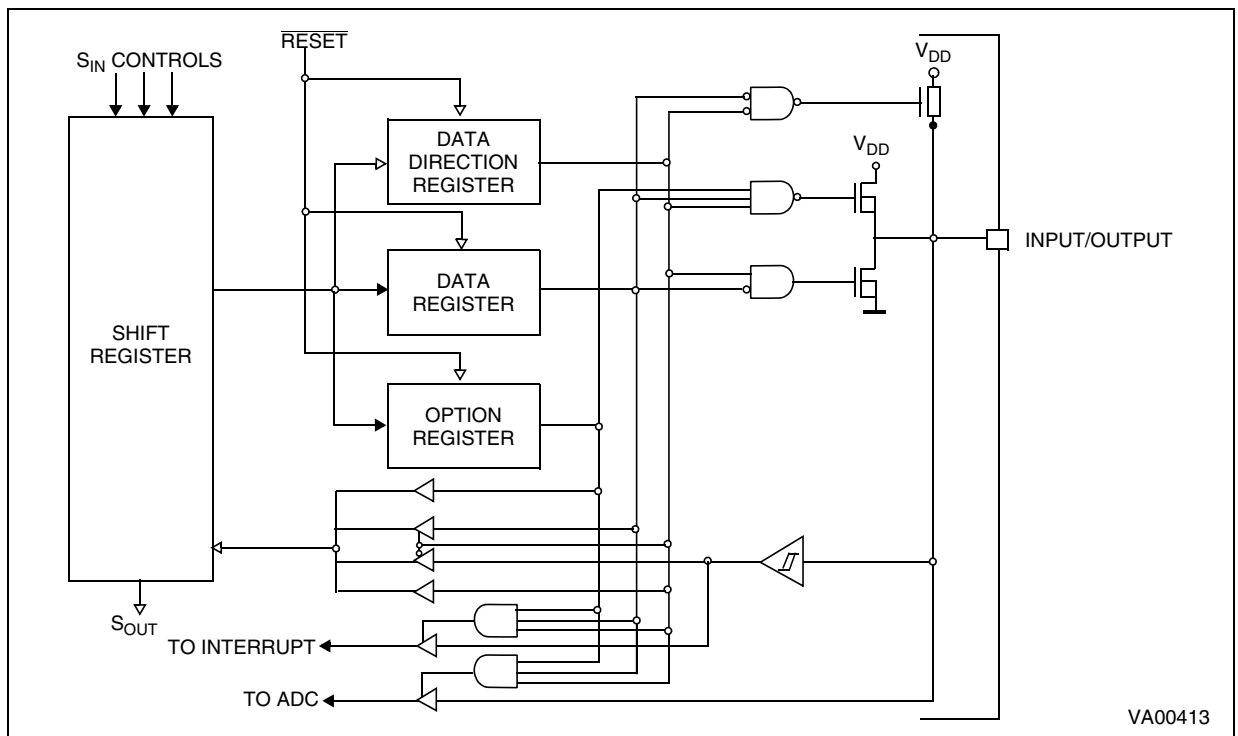 RESET
S_IN CONTROLS
V_DD
DATA
DIRECTION
REGISTER
V_DD
INPUT/OUTPUT
DATA
REGISTER
SHIFT
REGISTER
OPTION
REGISTER
S_OUT
TO INTERRUPT
TO ADC
VA00413